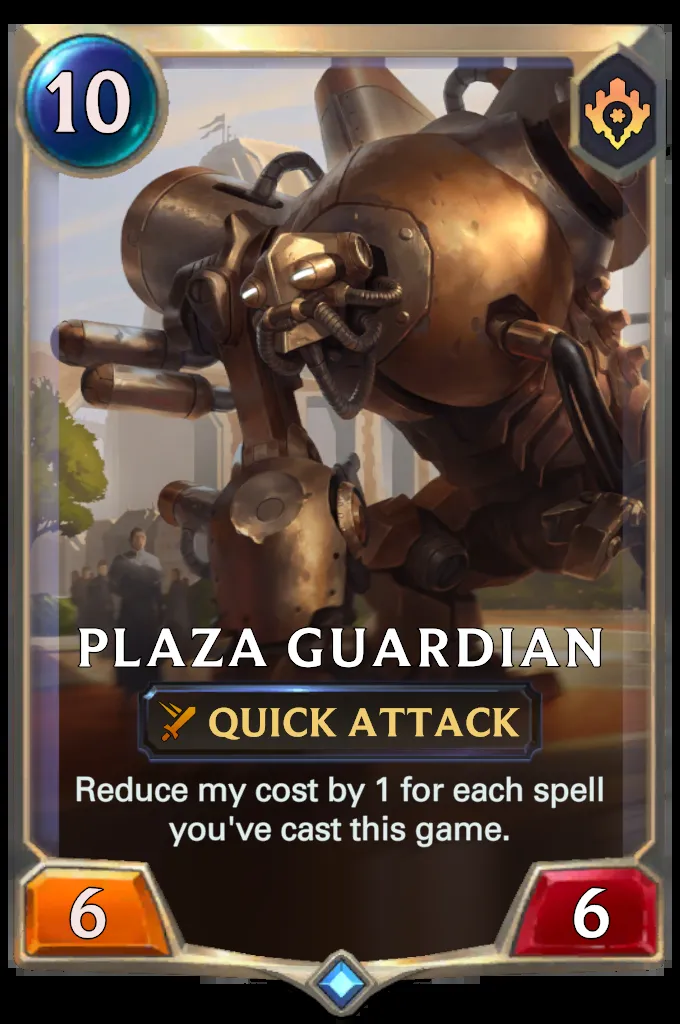 10
PLAZA GUARDIAN
QUICK ATTACK
Reduce my cost by 1 for each spell
you've cast this game.
6 6